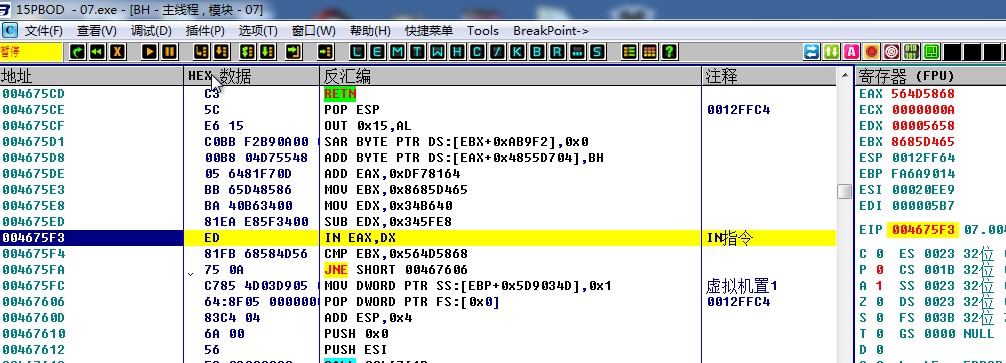 15PBOD - 07.exe - [BH - 主线程 , 模块 - 07]
C 文件(F) 查看(V) 调试(D) 插件(P) 选项(T) 窗口(W) 帮助(H) 快捷菜单 Tools BreakPoint->
暂停 L E M T W H C / K B R ... S
地址 HEX 数据 反汇编 注释 寄存器 (FPU)
004675CD C3 RETN EAX 564D5868
004675CE 5C POP ESP 0012FFC4 ECX 0000000A
004675CF E6 15 OUT 0x15,AL EDX 00005658
004675D1 C0BB F2B90A00 0 SAR BYTE PTR DS:[EBX+0xAB9F2],0x0 EBX 8685D465
004675D8 00B8 04D75548 ADD BYTE PTR DS:[EAX+0x4855D704],BH ESP 0012FF64
004675DE 05 6481F70D ADD EAX,0xDF78164 EBP FA6A9014
004675E3 BB 65D48586 MOV EBX,0x8685D465 ESI 00020EE9
004675E8 BA 40B63400 MOV EDX,0x34B640 EDI 000005B7
004675ED 81EA E85F3400 SUB EDX,0x345FE8
004675F3 ED IN EAX,DX IN指令 EIP 004675F3 07.00
004675F4 81FB 68584D56 CMP EBX,0x564D5868 C 0 ES 0023 32位
004675FA 75 0A JNE SHORT 00467606 P 0 CS 001B 32位
004675FC C785 4D03D905 MOV DWORD PTR SS:[EBP+0x5D9034D],0x1 虚拟机置1 A 1 SS 0023 32位
00467606 64:8F05 0000000 POP DWORD PTR FS:[0x0] 0012FFC4 Z 0 DS 0023 32位
0046760D 83C4 04 ADD ESP,0x4 S 0 FS 003B 32位
00467610 6A 00 PUSH 0x0 T 0 GS 0000 NULL
00467612 56 PUSH ESI D 0